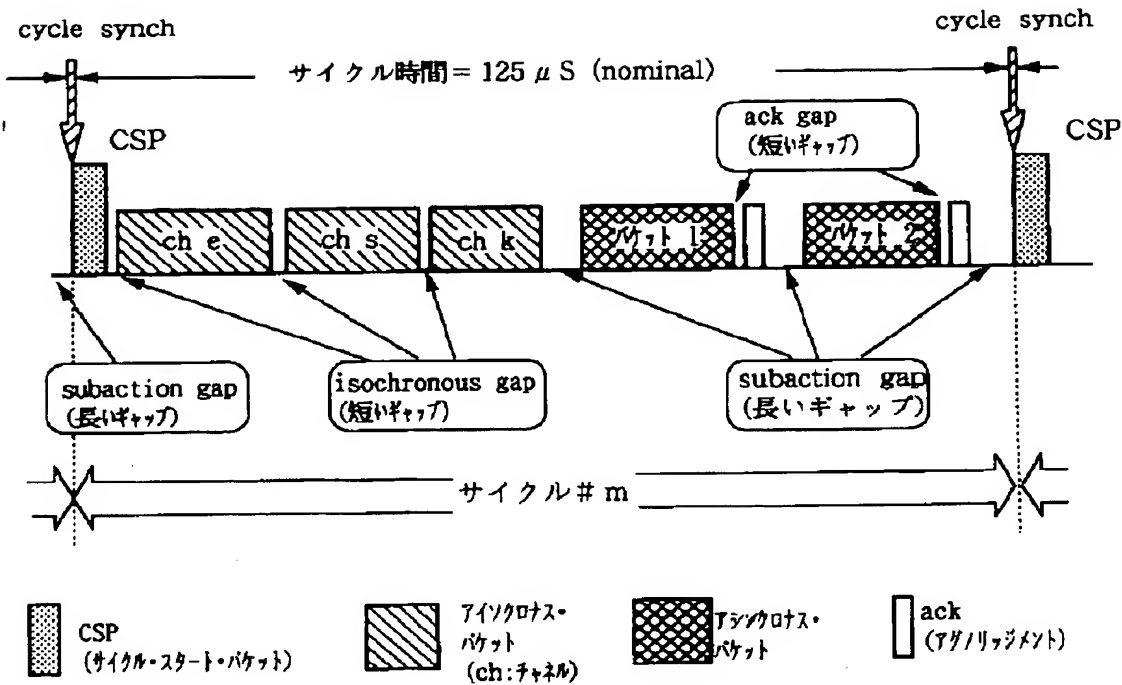 cycle synch
cycle synch
サイクル時間＝125 μS (nominal)
CSP
ack gap
(短いギャップ)
CSP
ch e
ch s
ch k
パケット 1
パケット 2
subaction gap
(長いギャップ)
isochronous gap
(短いギャップ)
subaction gap
(長いギャップ)
サイクル＃m
CSP
(サイクル・スタート・パケット)
アイソクロナス・
パケット
(ch:チャネル)
アシンクロナス・
パケット
ack
(アグノリッジメント)